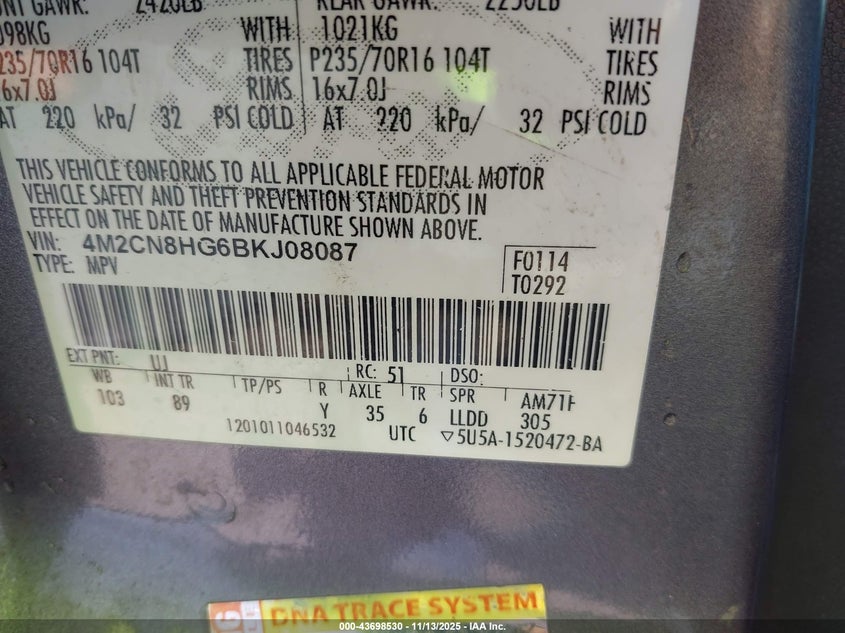 GAWR: 2420LB REAR GAWR: 2250LB
98KG WITH 1021KG WITH
235/70R16 104T TIRES P235/70R16 104T TIRES
6x7.0J RIMS 16x7.0J RIMS
AT 220 kPa/ 32 PSI COLD AT 220 kPa/ 32 PSI COLD
THIS VEHICLE CONFORMS TO ALL APPLICABLE FEDERAL MOTOR
VEHICLE SAFETY AND THEFT PREVENTION STANDARDS IN
EFFECT ON THE DATE OF MANUFACTURE SHOWN ABOVE.
VIN: 4M2CN8HG6BKJ08087
TYPE: MPV
F0114
T0292
EXT PNT: UJ RC: 51 DSO:
WB INT TR TP/PS R AXLE TR SPR AM71F
103 89 Y 35 6 LLDD 305
1201011046532 UTC ▽5U5A-1520472-BA
DNA TRACE SYSTEM
000-43698530 - 11/13/2025 - IAA Inc.